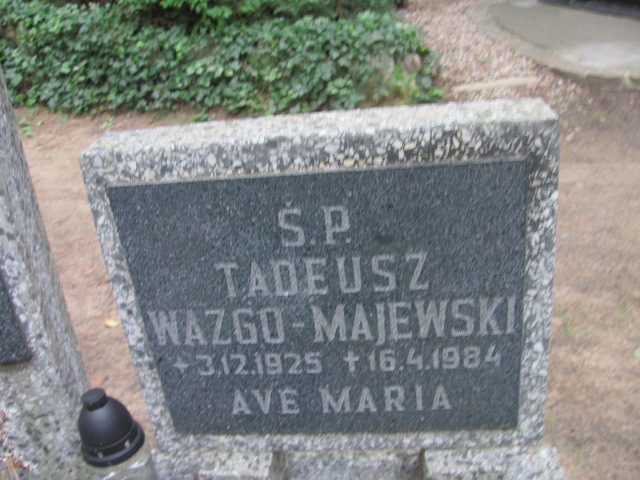 Ś.P.
TADEUSZ
WAZGO-MAJEWSKI
+3.12.1925 †16.4.1984
AVE MARIA